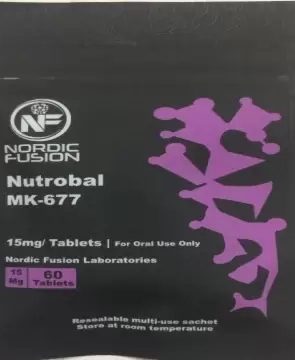 NF
NORDIC
FUSION
Nutrobal
MK-677
15mg/ Tablets | For Oral Use Only
Nordic Fusion Laboratories
15 Mg
60 Tablets
Resealable multi-use sachet
Store at room temperature